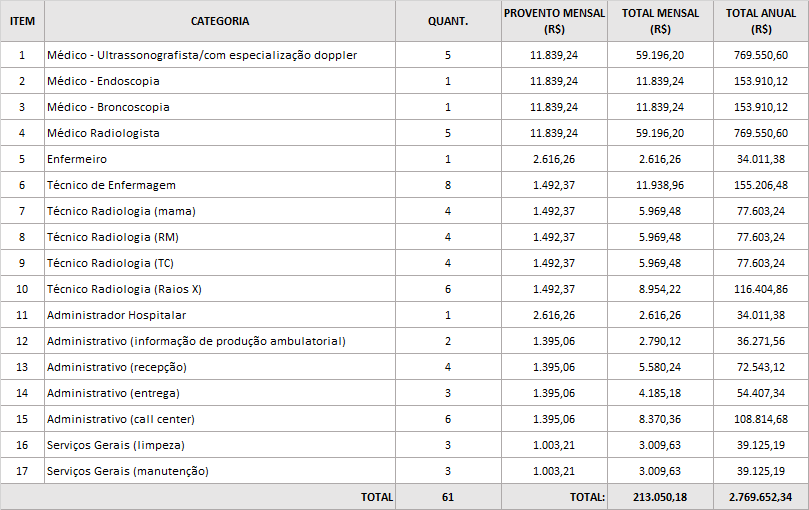 ITEM CATEGORIA QUANT. PROVENTO MENSAL (R$) TOTAL MENSAL (R$) TOTAL ANUAL (R$)
1 Médico - Ultrassonografista/com especialização doppler 5 11.839,24 59.196,20 769.550,60
2 Médico - Endoscopia 1 11.839,24 11.839,24 153.910,12
3 Médico - Broncoscopia 1 11.839,24 11.839,24 153.910,12
4 Médico Radiologista 5 11.839,24 59.196,20 769.550,60
5 Enfermeiro 1 2.616,26 2.616,26 34.011,38
6 Técnico de Enfermagem 8 1.492,37 11.938,96 155.206,48
7 Técnico Radiologia (mama) 4 1.492,37 5.969,48 77.603,24
8 Técnico Radiologia (RM) 4 1.492,37 5.969,48 77.603,24
9 Técnico Radiologia (TC) 4 1.492,37 5.969,48 77.603,24
10 Técnico Radiologia (Raios X) 6 1.492,37 8.954,22 116.404,86
11 Administrador Hospitalar 1 2.616,26 2.616,26 34.011,38
12 Administrativo (informação de produção ambulatorial) 2 1.395,06 2.790,12 36.271,56
13 Administrativo (recepção) 4 1.395,06 5.580,24 72.543,12
14 Administrativo (entrega) 3 1.395,06 4.185,18 54.407,34
15 Administrativo (call center) 6 1.395,06 8.370,36 108.814,68
16 Serviços Gerais (limpeza) 3 1.003,21 3.009,63 39.125,19
17 Serviços Gerais (manutenção) 3 1.003,21 3.009,63 39.125,19
TOTAL 61 TOTAL: 213.050,18 2.769.652,34